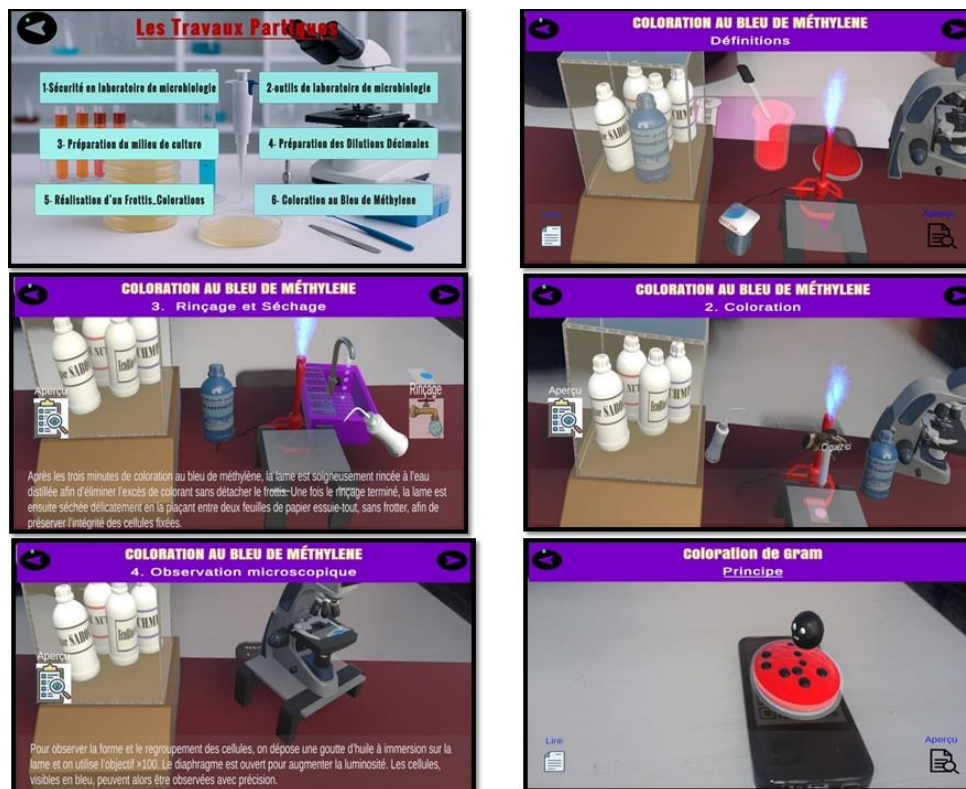 Les Travaux Partiques
1-Sécurité en laboratoire de microbiologie
2-outils de laboratoire de microbiologie
3- Préparation du milieu de culture
4- Préparation des Dilutions Décimales
5- Réalisation d'un Frottis_Colorations
6- Coloration au Bleu de Méthylene
COLORATION AU BLEU DE MÉTHYLENE
Définitions
Lire
Aperçu
COLORATION AU BLEU DE MÉTHYLENE
3. Rinçage et Séchage
Aperçu
Rinçage
Après les trois minutes de coloration au bleu de méthylène, la lame est soigneusement rincée à l'eau
distillée afin d'éliminer l'excès de colorant sans détacher le frottis. Une fois le rinçage terminé, la lame est
ensuite séchée délicatement en la plaçant entre deux feuilles de papier essuie-tout, sans frotter, afin de
préserver l'intégrité des cellules fixées.
COLORATION AU BLEU DE MÉTHYLENE
2. Coloration
Aperçu
Cliquez ici
COLORATION AU BLEU DE MÉTHYLENE
4. Observation microscopique
Aperçu
Pour observer la forme et le regroupement des cellules, on dépose une goutte d'huile à immersion sur la
lame et on utilise l'objectif ×100. Le diaphragme est ouvert pour augmenter la luminosité. Les cellules,
visibles en bleu, peuvent alors être observées avec précision.
Coloration de Gram
Principe
Lire
Aperçu